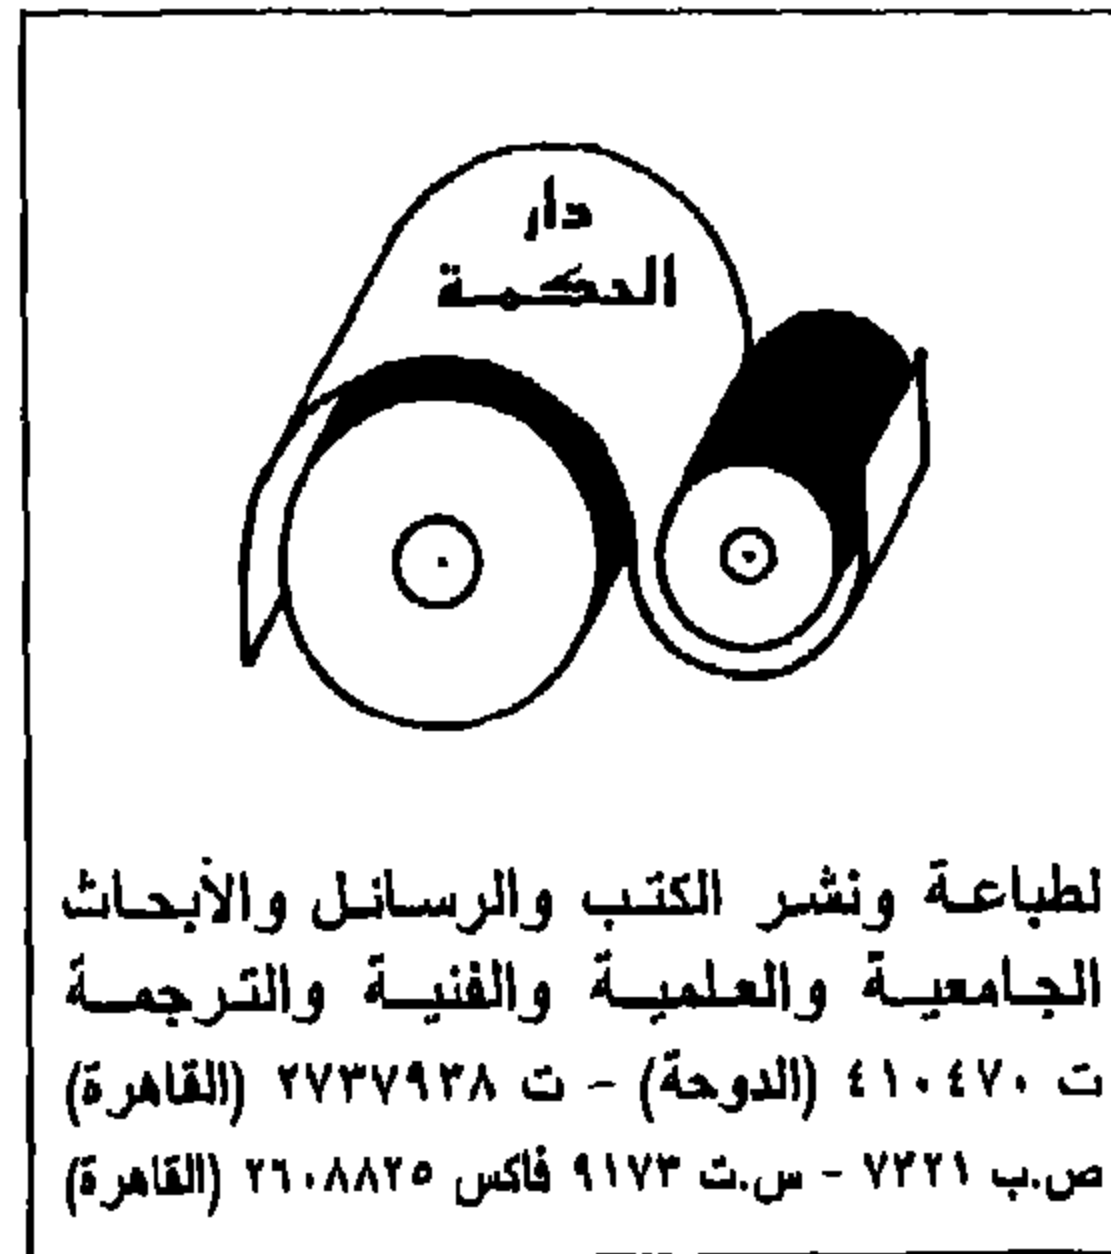 دار
الحكمة
لطباعة ونشر الكتب والرسائل والأبحاث
الجامعية والعلمية والفنية والترجمة
ت ٤١٠٤٧٠ (الدوحة) - ت ٢٧٣٧٩٣٨ (القاهرة)
ص.ب ٧٣٢١ - س.ت ٩١٧٣ فاكس ٢٦٠٨٨٢٥ (القاهرة)